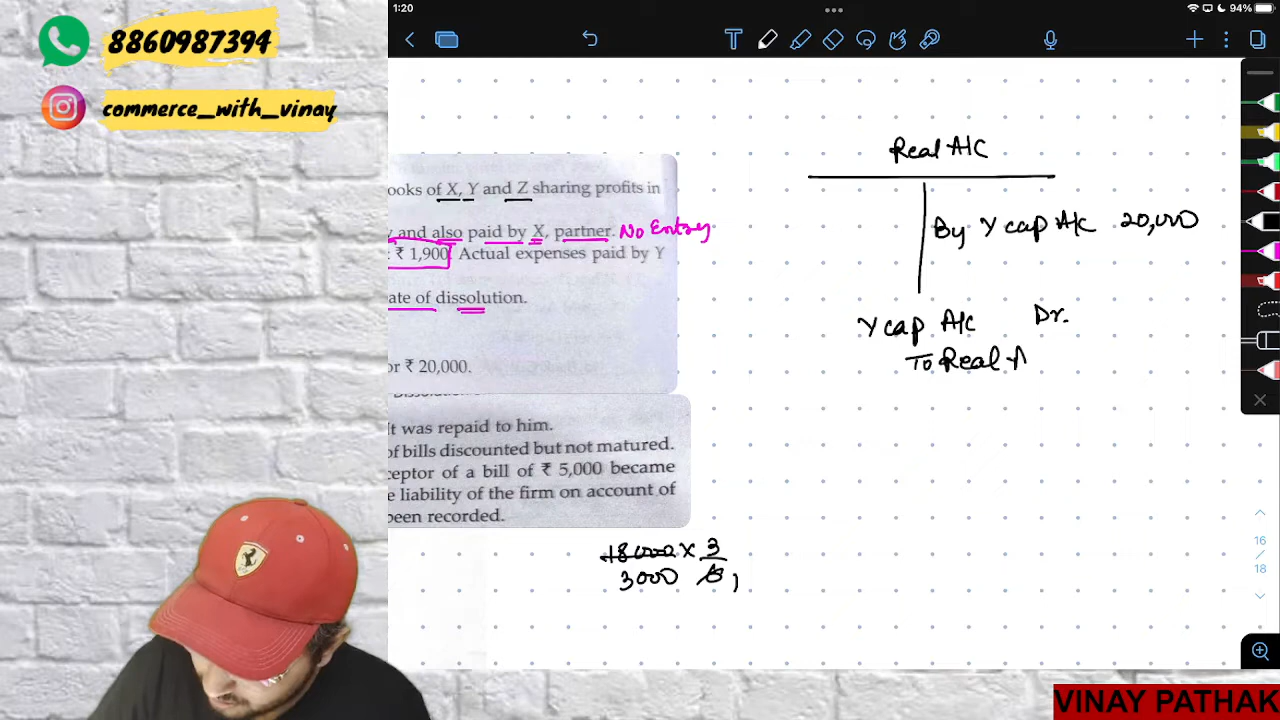 8860987394
commerce_with_vinay
1:20
94%
Real A/C
ooks of X, Y and Z sharing profits in
y and also paid by X, partner. No Entry
: ₹ 1,900. Actual expenses paid by Y
ate of dissolution.
or ₹ 20,000.
By Y cap A/C 20,000
Y cap A/C Dr.
To Real A
It was repaid to him.
of bills discounted but not matured.
ceptor of a bill of ₹ 5,000 became
e liability of the firm on account of
been recorded.
18000 × 3
3000 6 1
16
/
18
VINAY PATHAK